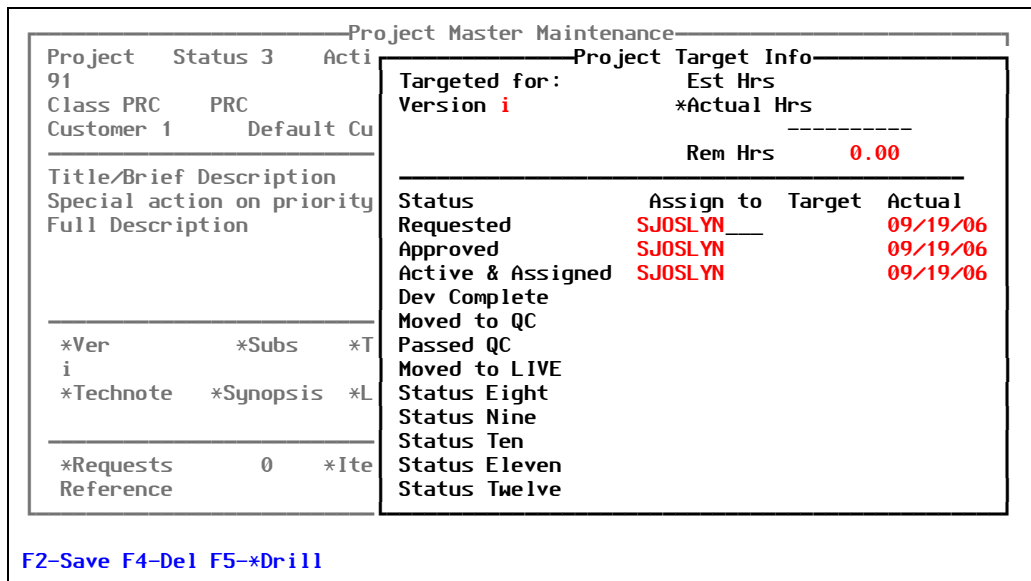 Project Master Maintenance
Project Status 3 Acti
91
Class PRC PRC
Customer 1 Default Cu
Title/Brief Description
Special action on priority
Full Description
*Ver *Subs *T
i
*Technote *Synopsis *L
*Requests 0 *Ite
Reference
Project Target Info
Targeted for: Est Hrs
Version i *Actual Hrs
----------
Rem Hrs 0.00
Status Assign to Target Actual
Requested SJOSLYN___ 09/19/06
Approved SJOSLYN 09/19/06
Active & Assigned SJOSLYN 09/19/06
Dev Complete
Moved to QC
Passed QC
Moved to LIVE
Status Eight
Status Nine
Status Ten
Status Eleven
Status Twelve
F2-Save F4-Del F5-*Drill